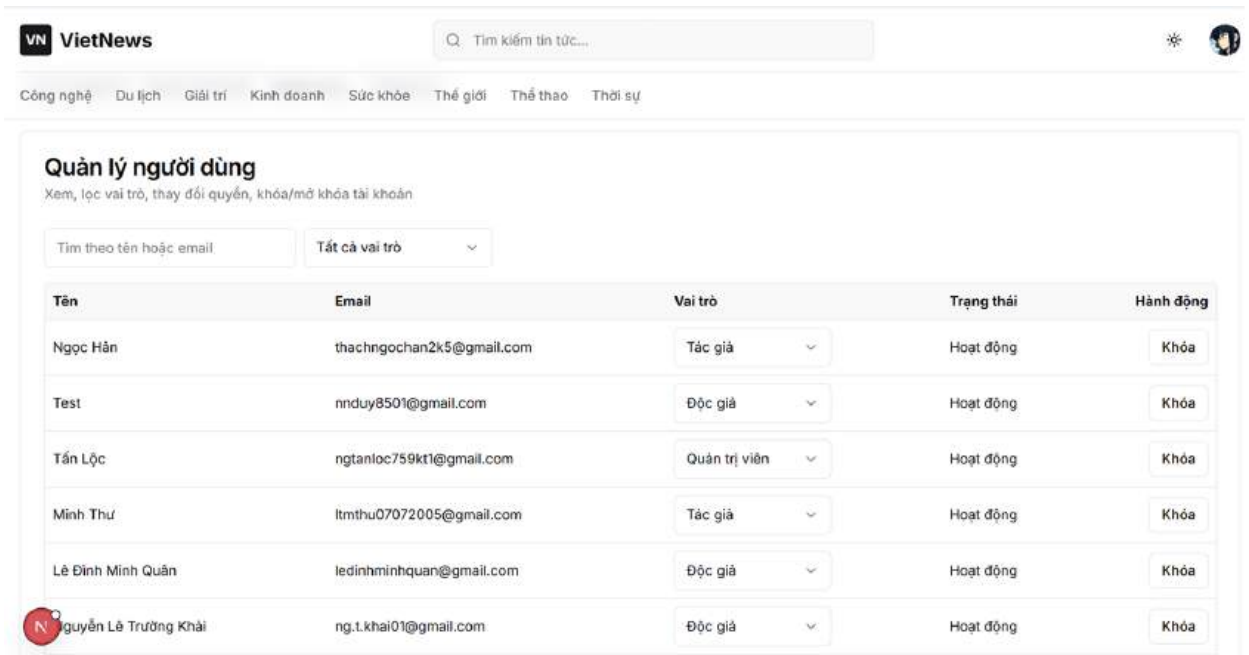 VN VietNews Tìm kiếm tin tức...
Công nghệ Du lịch Giải trí Kinh doanh Sức khỏe Thế giới Thể thao Thời sự
Quản lý người dùng
Xem, lọc vai trò, thay đổi quyền, khóa/mở khóa tài khoản
Tìm theo tên hoặc email Tất cả vai trò
Tên Email Vai trò Trạng thái Hành động
Ngọc Hân thachngochan2k5@gmail.com Tác giả Hoạt động Khóa
Test nnduy8501@gmail.com Độc giả Hoạt động Khóa
Tấn Lộc ngtanloc759kt1@gmail.com Quản trị viên Hoạt động Khóa
Minh Thư ltmthu07072005@gmail.com Tác giả Hoạt động Khóa
Lê Đình Minh Quân ledinhminhquan@gmail.com Độc giả Hoạt động Khóa
N guyễn Lê Trường Khải ng.t.khai01@gmail.com Độc giả Hoạt động Khóa